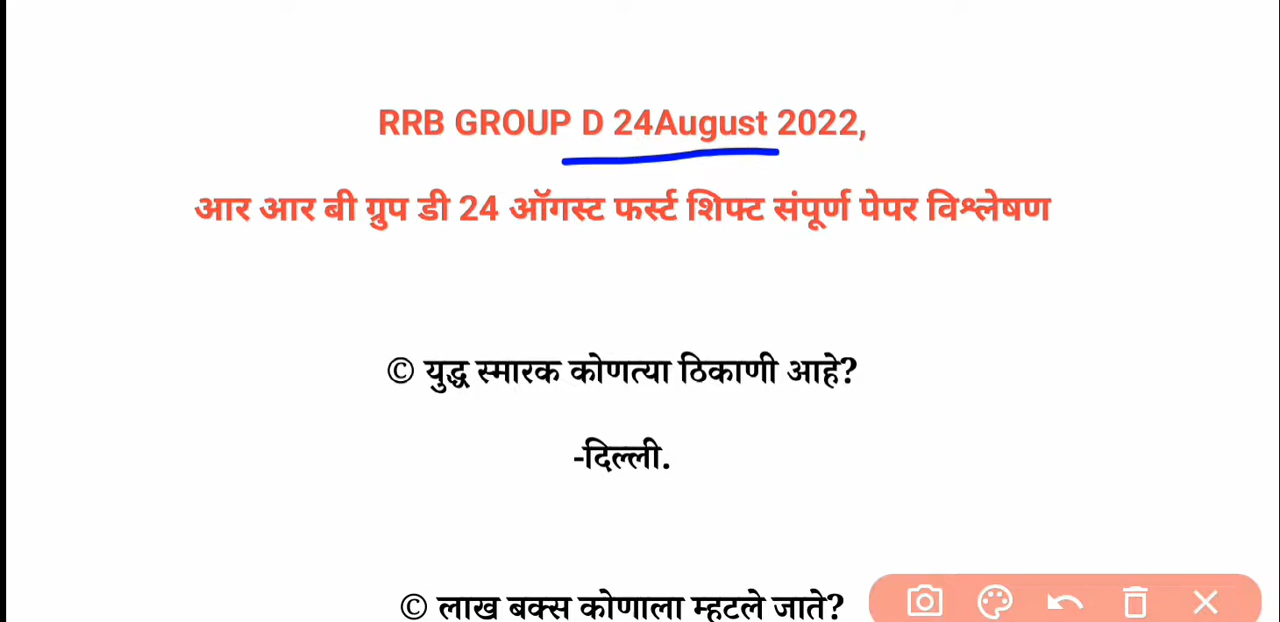 RRB GROUP D 24August 2022,
आर आर बी ग्रुप डी 24 ऑगस्ट फर्स्ट शिफ्ट संपूर्ण पेपर विश्लेषण
© युद्ध स्मारक कोणत्या ठिकाणी आहे?
-दिल्ली.
© लाख बक्स कोणाला म्हटले जाते?